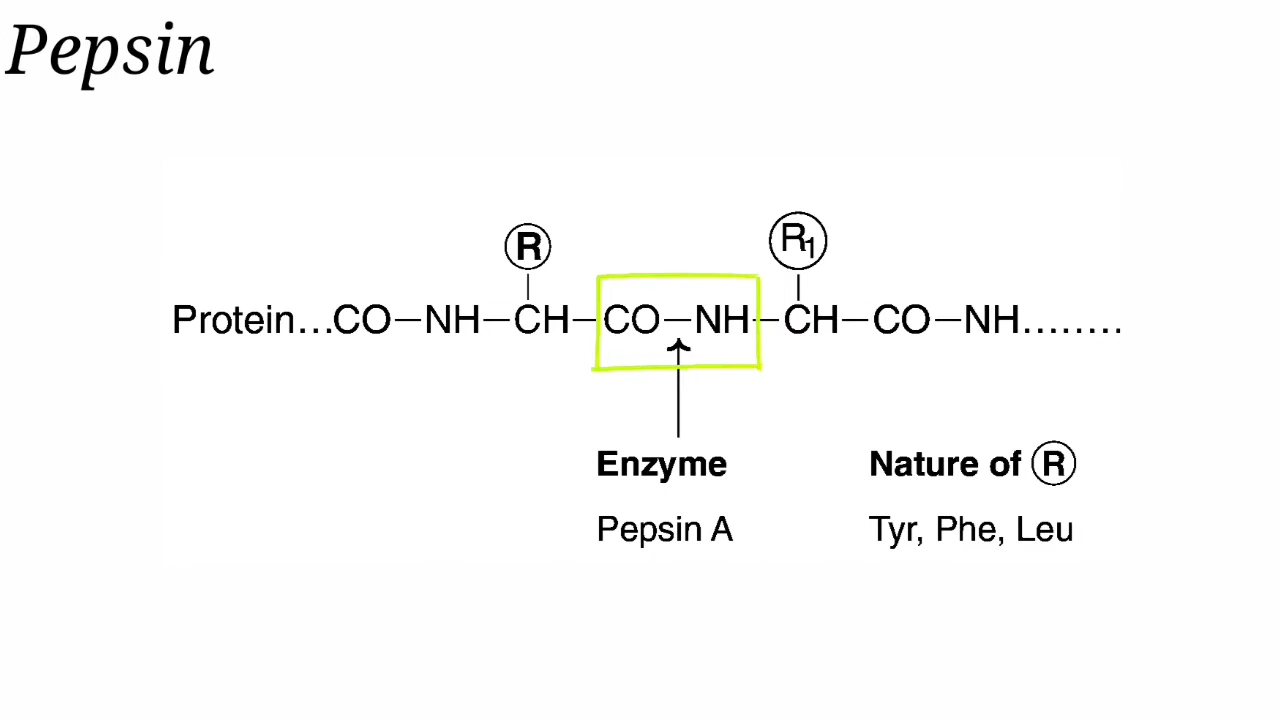 Pepsin
R R1
Protein...CO—NH—CH—CO—NH—CH—CO—NH........
Enzyme Nature of R
Pepsin A Tyr, Phe, Leu